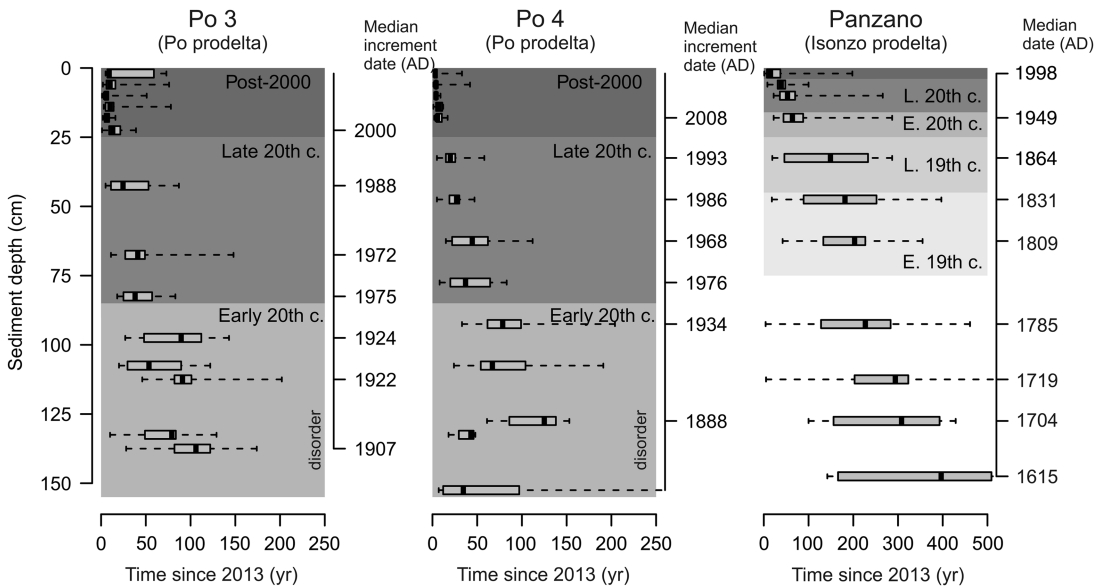 Po 3
(Po prodelta)
Median
increment
date (AD)
Po 4
(Po prodelta)
Median
increment
date (AD)
Panzano
(Isonzo prodelta)
Median
date (AD)
Sediment depth (cm)
0
25
50
75
100
125
150
Post-2000
Late 20th c.
Early 20th c.
disorder
2000
1988
1972
1975
1924
1922
1907
0 50 100 150 200 250
Time since 2013 (yr)
Post-2000
Late 20th c.
Early 20th c.
disorder
2008
1993
1986
1968
1976
1934
1888
0 50 100 150 200 250
Time since 2013 (yr)
L. 20th c.
E. 20th c.
L. 19th c.
E. 19th c.
1998
1949
1864
1831
1809
1785
1719
1704
1615
0 100 200 300 400 500
Time since 2013 (yr)